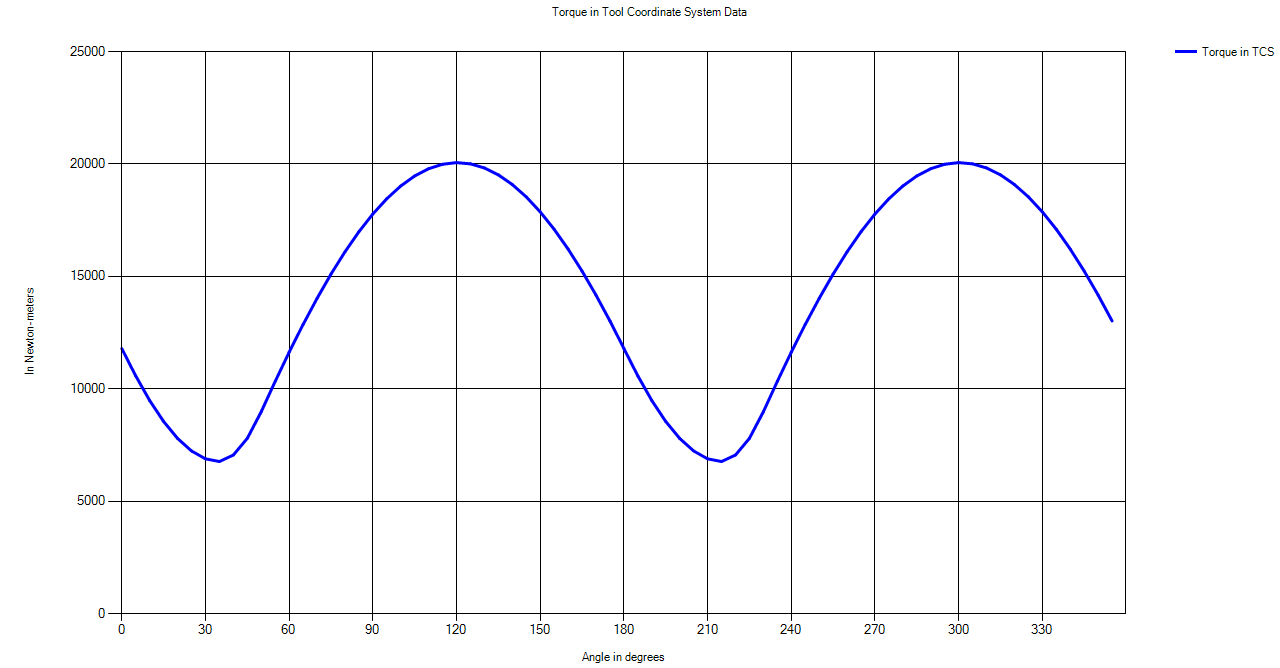 Torque in Tool Coordinate System Data
25000
Torque in TCS
20000
15000
In Newton-meters
10000
5000
0
0 30 60 90 120 150 180 210 240 270 300 330
Angle in degrees